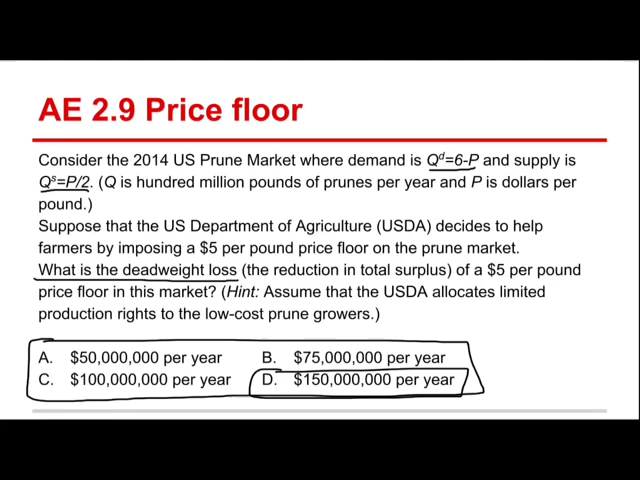 AE 2.9 Price floor
Consider the 2014 US Prune Market where demand is Qᵈ=6-P and supply is
Qˢ=P/2. (Q is hundred million pounds of prunes per year and P is dollars per
pound.)
Suppose that the US Department of Agriculture (USDA) decides to help
farmers by imposing a $5 per pound price floor on the prune market.
What is the deadweight loss (the reduction in total surplus) of a $5 per pound
price floor in this market? (Hint: Assume that the USDA allocates limited
production rights to the low-cost prune growers.)
A. $50,000,000 per year B. $75,000,000 per year
C. $100,000,000 per year D. $150,000,000 per year